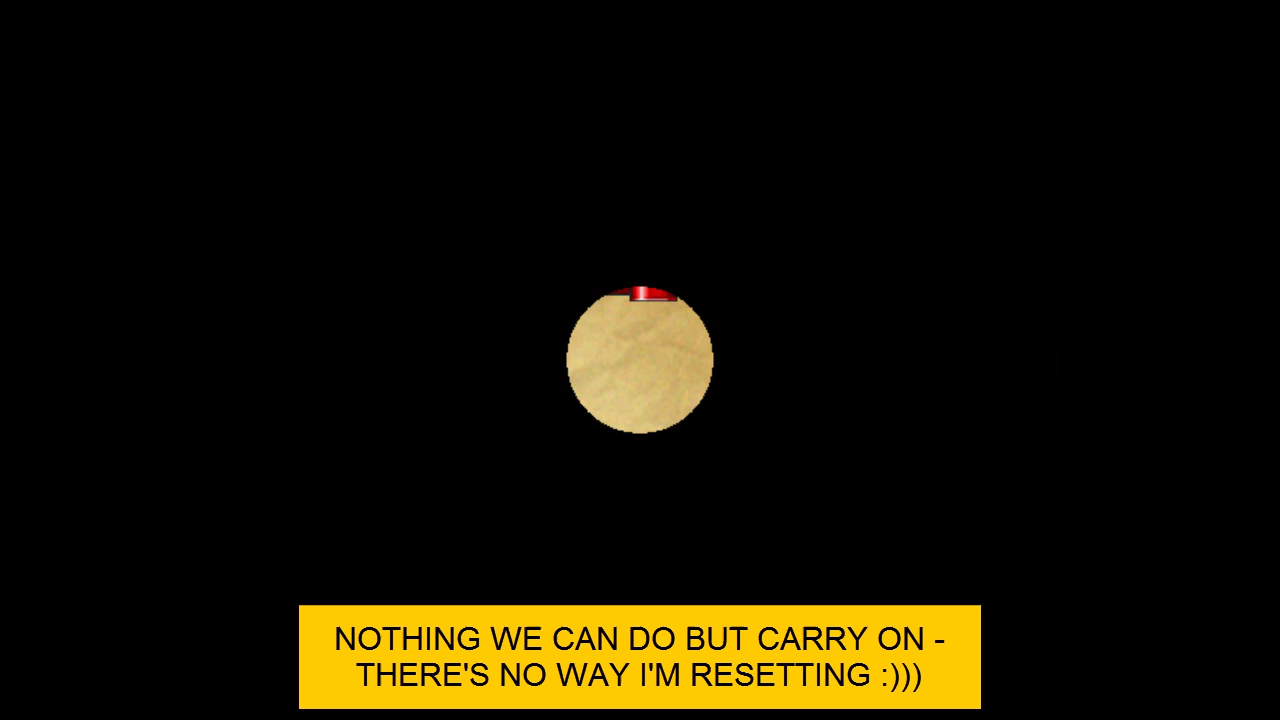 NOTHING WE CAN DO BUT CARRY ON -
THERE'S NO WAY I'M RESETTING :)))